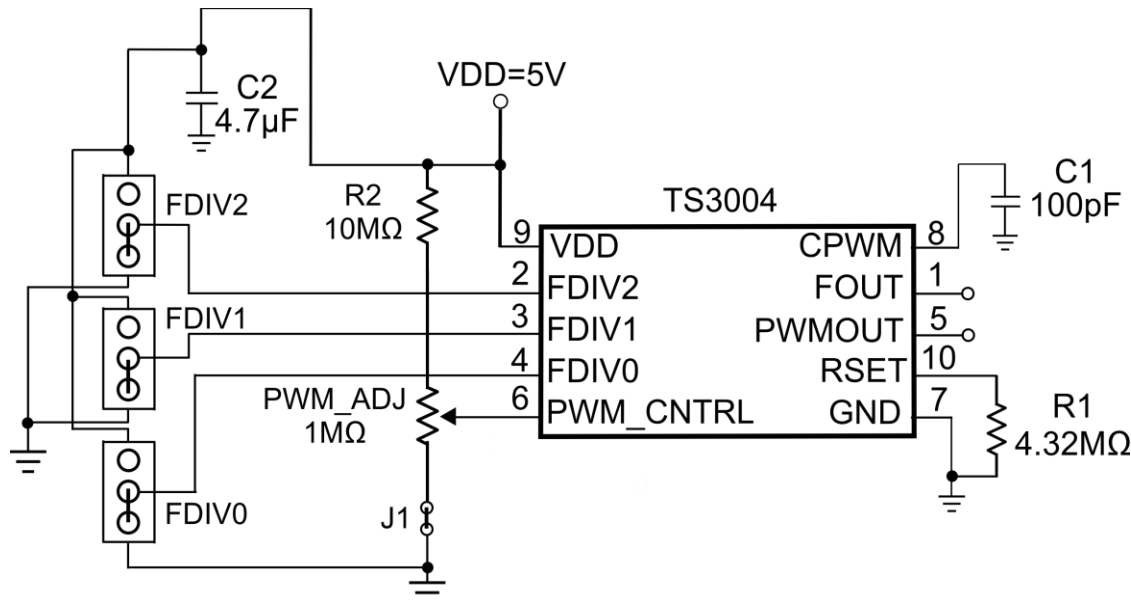 C2
4.7µF
VDD=5V
FDIV2
R2
10MΩ
TS3004
C1
100pF
9
VDD
CPWM
8
2
FDIV2
FOUT
1
FDIV1
3
FDIV1
PWMOUT
5
4
FDIV0
RSET
10
PWM_ADJ
1MΩ
6
PWM_CNTRL
GND
7
R1
4.32MΩ
FDIV0
J1